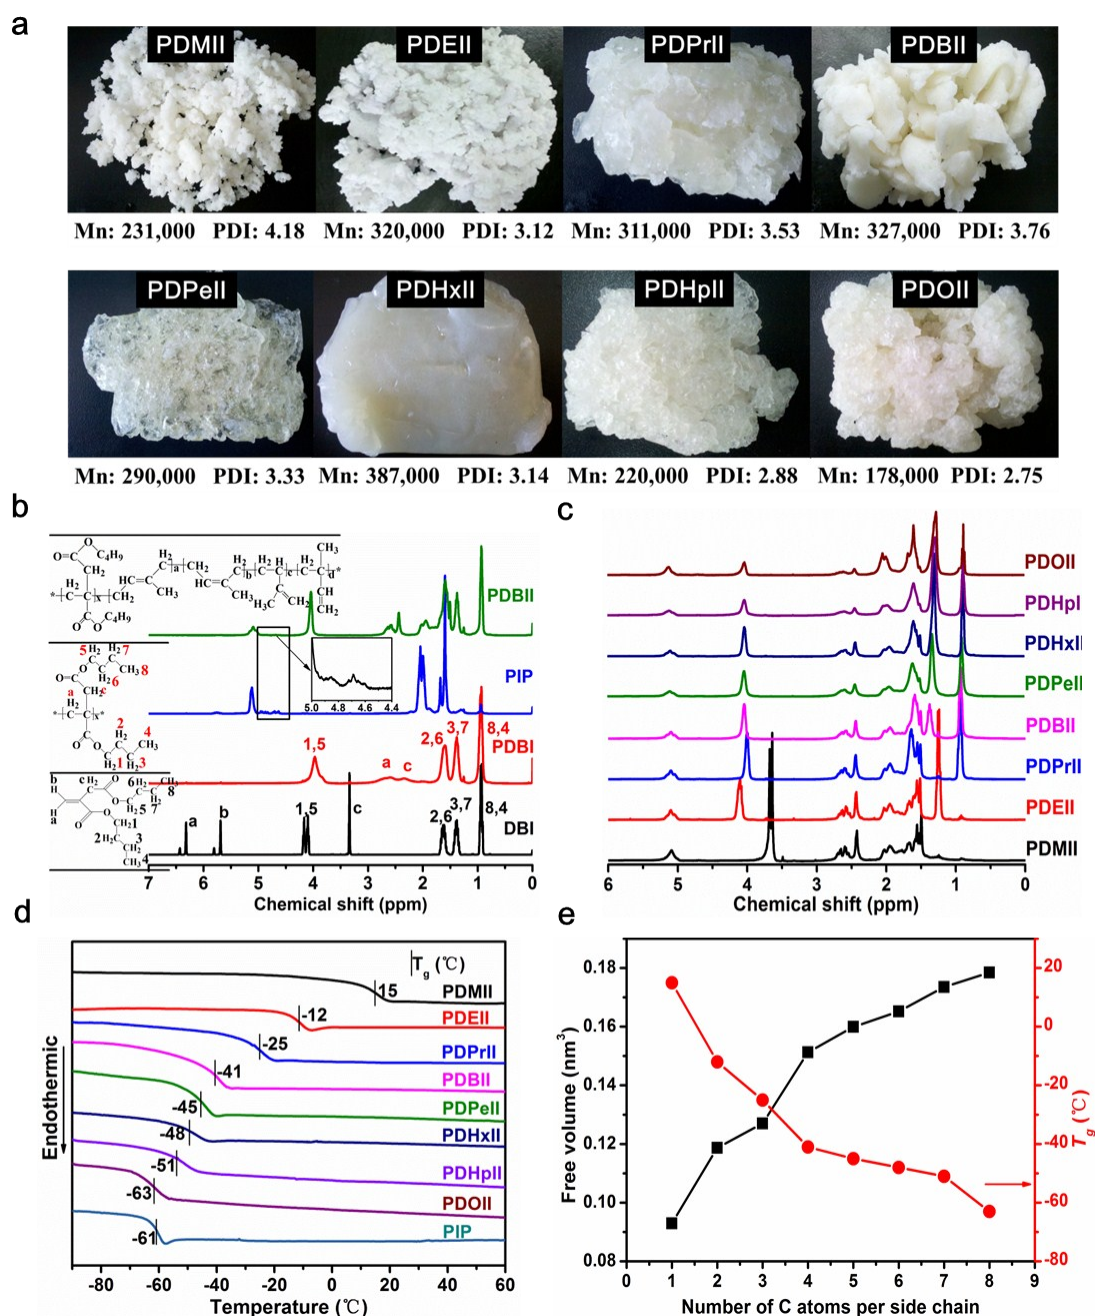 a
PDMII PDEII PDPrII PDBII
Mn: 231,000 PDI: 4.18 Mn: 320,000 PDI: 3.12 Mn: 311,000 PDI: 3.53 Mn: 327,000 PDI: 3.76
PDPeII PDHxII PDHpII PDOII
Mn: 290,000 PDI: 3.33 Mn: 387,000 PDI: 3.14 Mn: 220,000 PDI: 2.88 Mn: 178,000 PDI: 2.75
b
PDBII
PIP
5.0 4.8 4.6 4.4
PDBI
1,5 a c 2,6 3,7 8,4
DBI
a b 1,5 c 2,6 3,7 8,4
7 6 5 4 3 2 1 0
Chemical shift (ppm)
c
PDOII
PDHpI
PDHxII
PDPeII
PDBII
PDPrII
PDEII
PDMII
6 5 4 3 2 1 0
Chemical shift (ppm)
d
Endothermic
Tg (℃)
15 PDMII
-12 PDEII
-25 PDPrII
-41 PDBII
-45 PDPeII
-48 PDHxII
-51 PDHpII
-63 PDOII
-61 PIP
-80 -60 -40 -20 0 20 40 60
Temperature (℃)
e
Free volume (nm³)
0.18
0.16
0.14
0.12
0.10
0.08
20
0
-20
-40
-60
-80
Tg (℃)
0 1 2 3 4 5 6 7 8 9
Number of C atoms per side chain